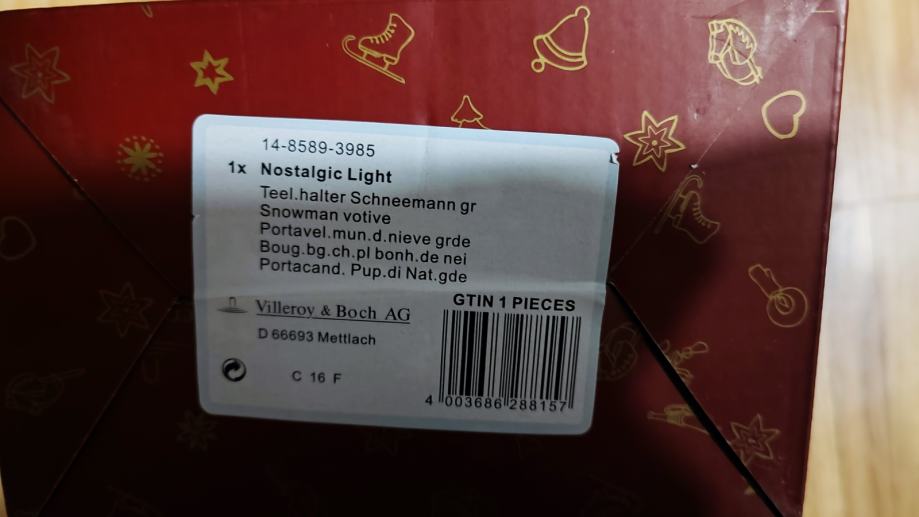 14-8589-3985
1x Nostalgic Light
Teel.halter Schneemann gr
Snowman votive
Portavel.mun.d.nieve grde
Boug.bg.ch.pl bonh.de nei
Portacand. Pup.di Nat.gde
Villeroy & Boch AG
D 66693 Mettlach
C 16 F
GTIN 1 PIECES
4 003686 288157